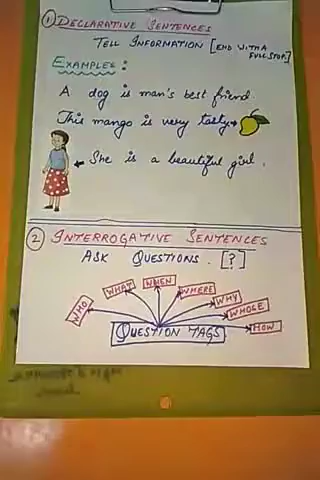 ① DECLARATIVE SENTENCES
TELL INFORMATION [END WITH A FULL STOP]
EXAMPLES :
A dog is man's best friend.
This mango is very tasty
She is a beautiful girl.
② INTERROGATIVE SENTENCES
ASK QUESTIONS. [?]
WHO
WHAT
WHEN
WHERE
WHY
WHOLE
HOW
QUESTION TAGS